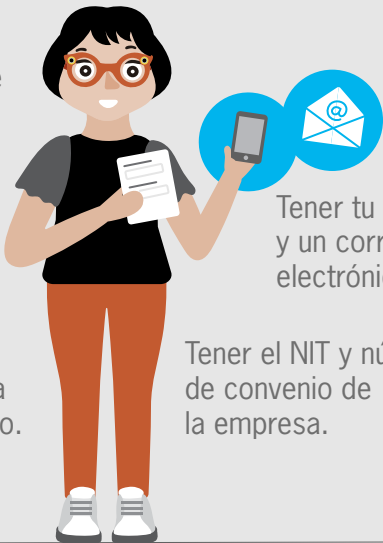 e
Tener tu
y un corr
electrónic
Tener el NIT y nú
de convenio de
la empresa.
a
o.
@